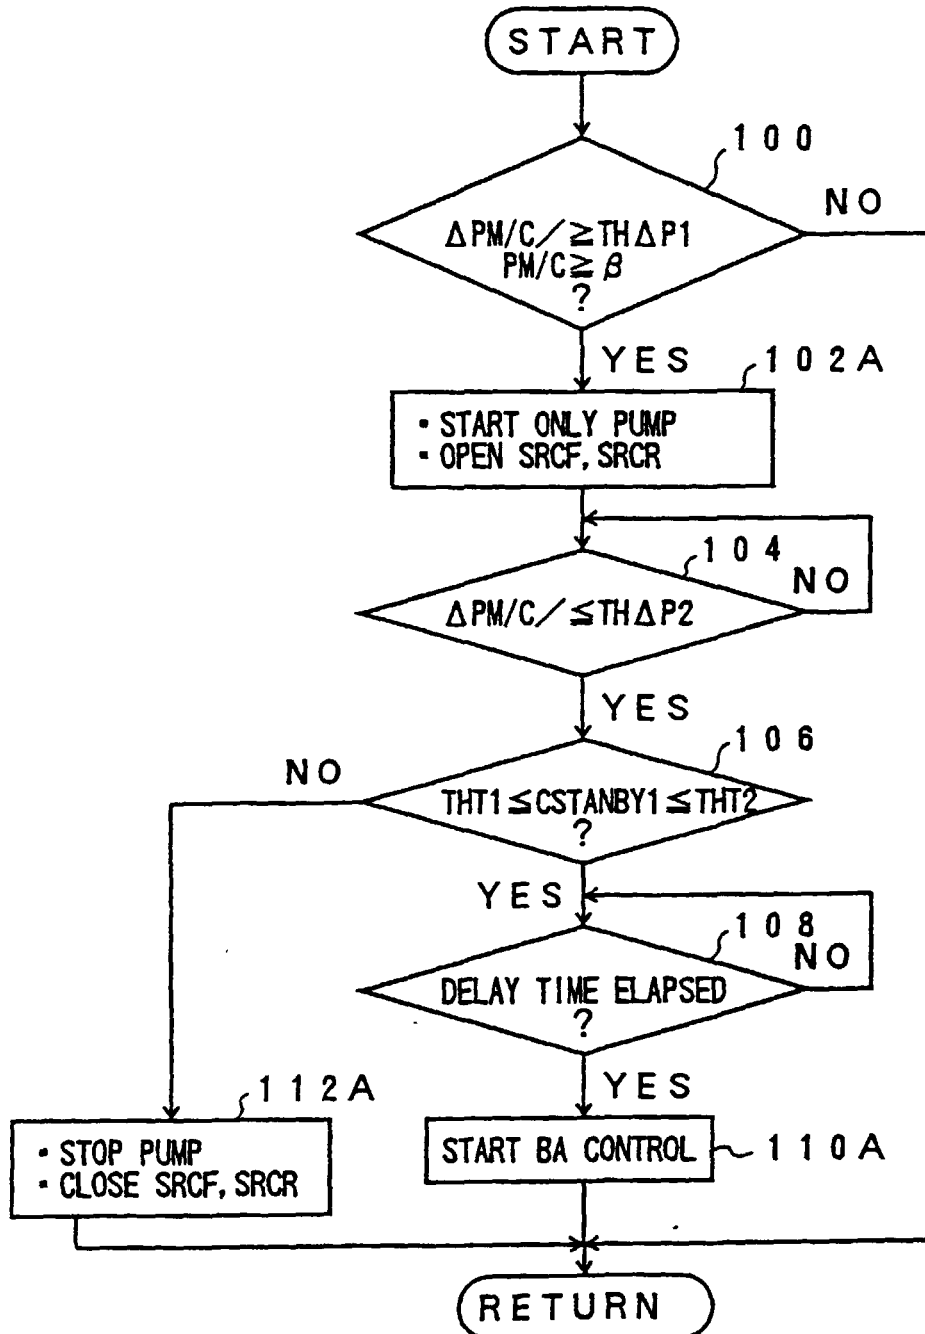 START
100
NO
ΔPM/C/≧THΔP1
PM/C≧β
?
YES
102A
▪ START ONLY PUMP
▪ OPEN SRCF, SRCR
104
NO
ΔPM/C/≦THΔP2
YES
106
NO
THT1≦CSTANBY1≦THT2
?
YES
108
NO
DELAY TIME ELAPSED
?
YES
112A
▪ STOP PUMP
▪ CLOSE SRCF, SRCR
START BA CONTROL
110A
RETURN